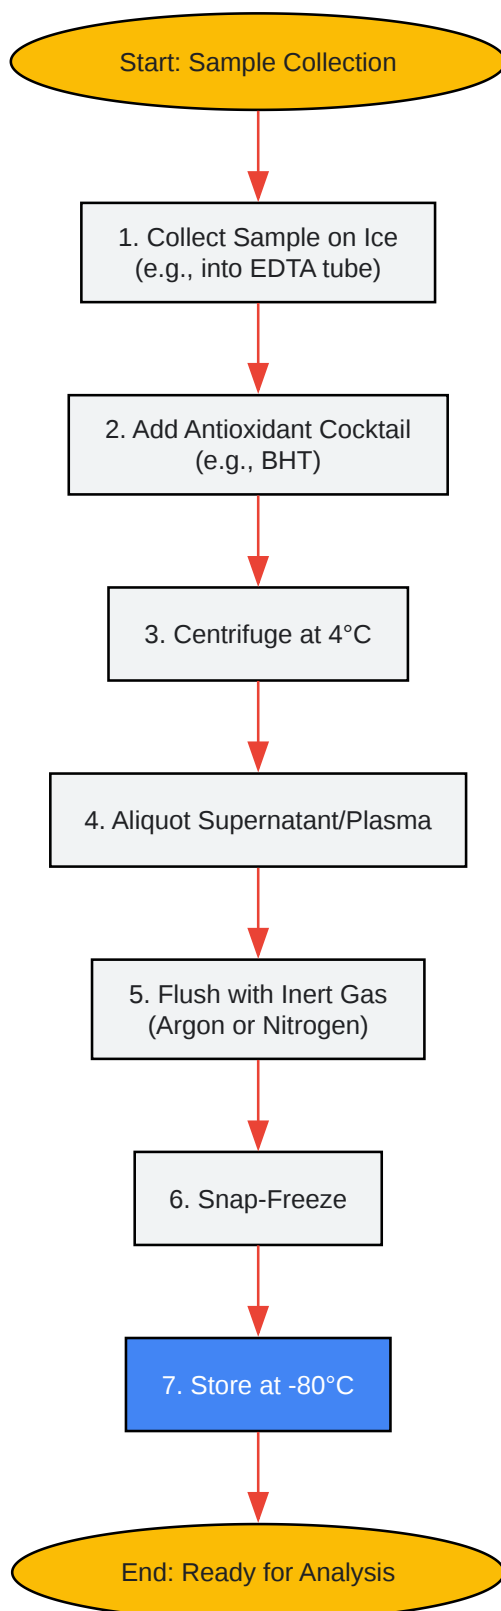 Start: Sample Collection
1. Collect Sample on Ice
(e.g., into EDTA tube)
2. Add Antioxidant Cocktail
(e.g., BHT)
3. Centrifuge at 4°C
4. Aliquot Supernatant/Plasma
5. Flush with Inert Gas
(Argon or Nitrogen)
6. Snap-Freeze
7. Store at -80°C
End: Ready for Analysis